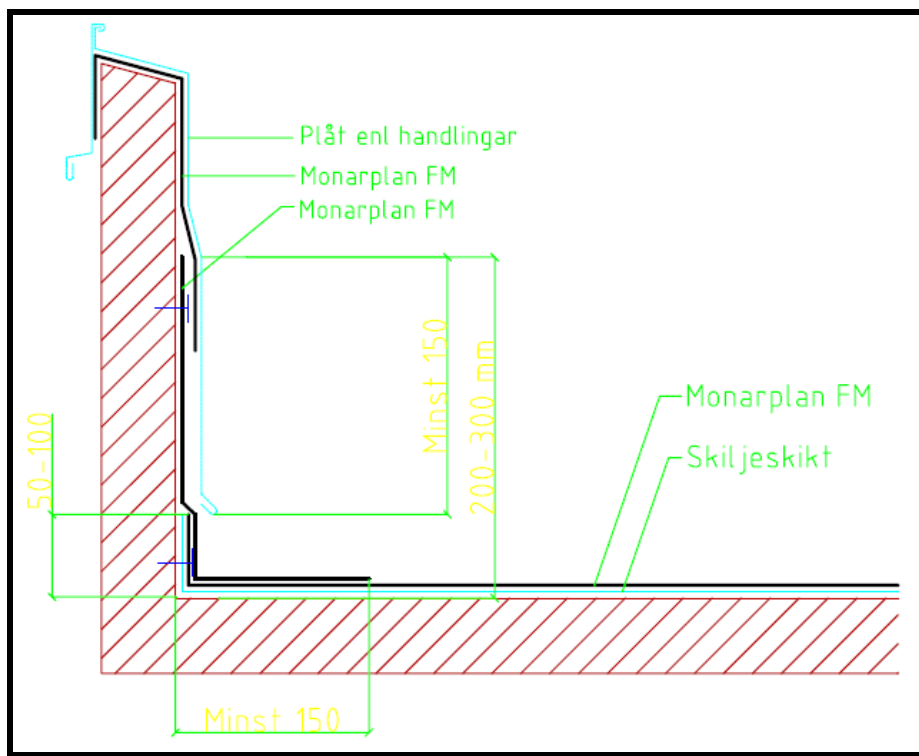 Plåt enl handlingar
Monarplan FM
Monarplan FM
Minst 150
200-300 mm
50-100
Monarplan FM
Skiljeskikt
Minst 150